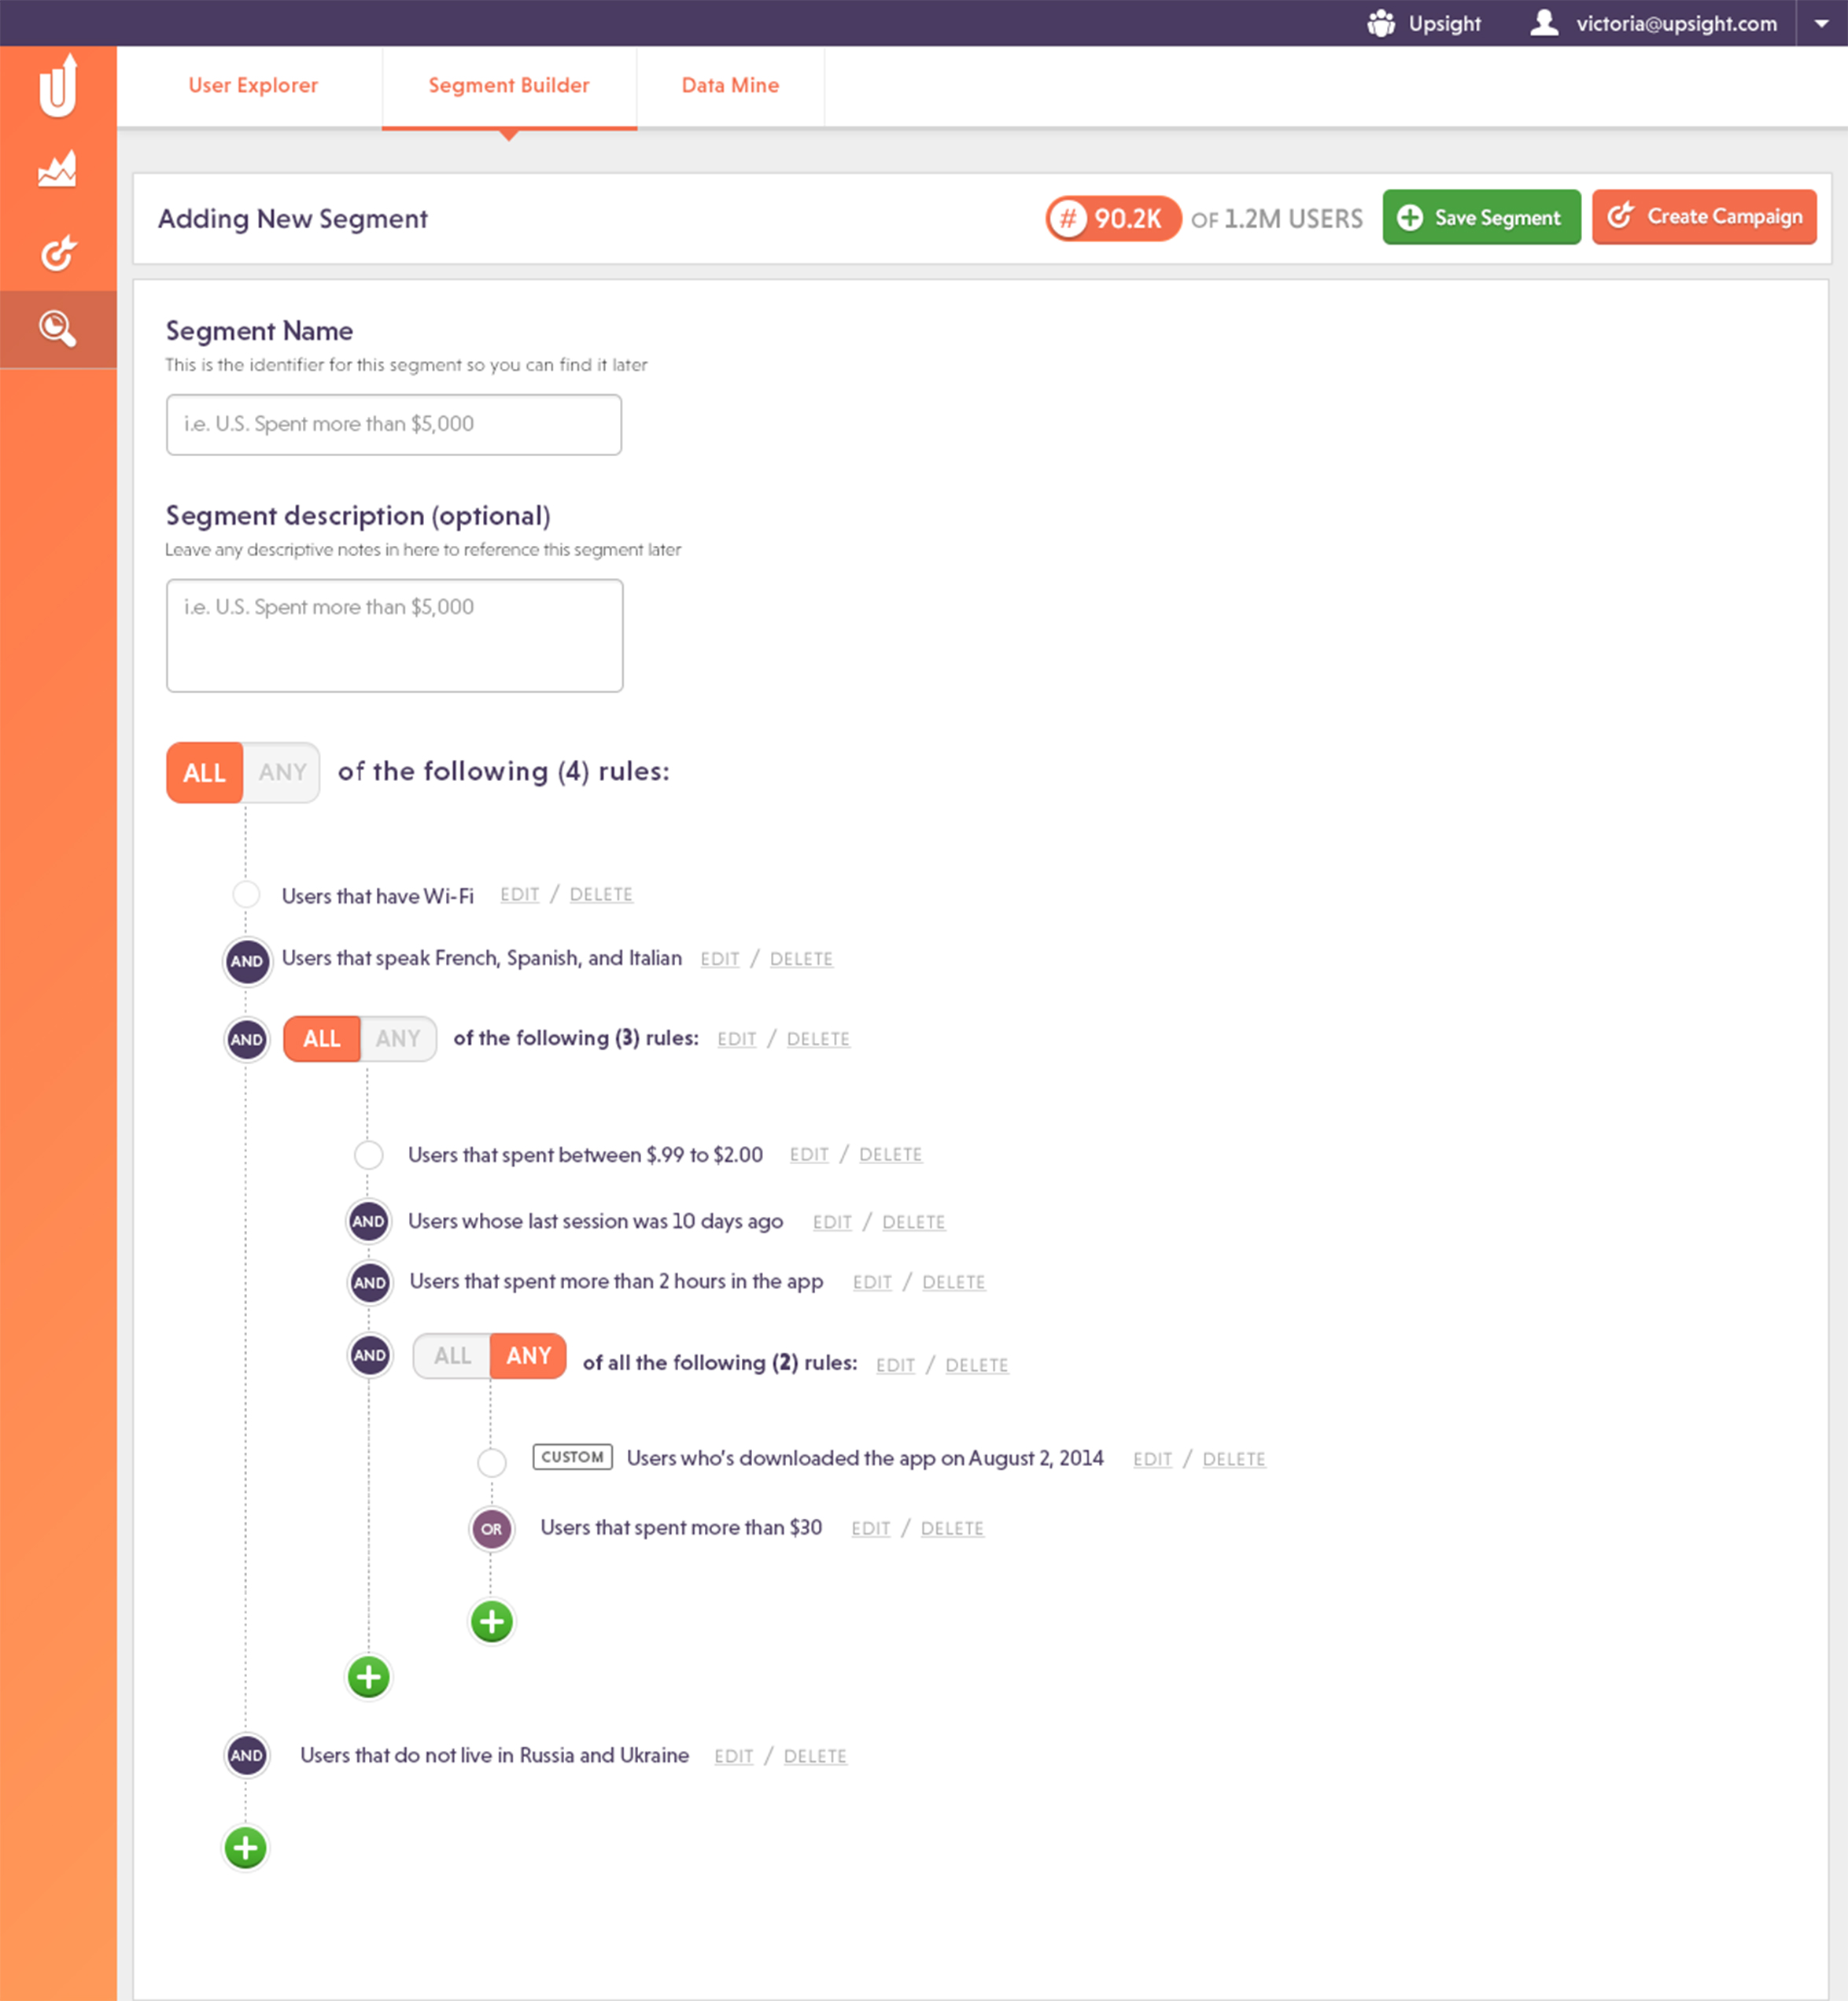 Upsight victoria@upsight.com
User Explorer Segment Builder Data Mine
Adding New Segment # 90.2K OF 1.2M USERS Save Segment Create Campaign
Segment Name
This is the identifier for this segment so you can find it later
i.e. U.S. Spent more than $5,000
Segment description (optional)
Leave any descriptive notes in here to reference this segment later
i.e. U.S. Spent more than $5,000
ALL ANY of the following (4) rules:
Users that have Wi-Fi EDIT / DELETE
AND Users that speak French, Spanish, and Italian EDIT / DELETE
AND ALL ANY of the following (3) rules: EDIT / DELETE
Users that spent between $.99 to $2.00 EDIT / DELETE
AND Users whose last session was 10 days ago EDIT / DELETE
AND Users that spent more than 2 hours in the app EDIT / DELETE
AND ALL ANY of all the following (2) rules: EDIT / DELETE
CUSTOM Users who's downloaded the app on August 2, 2014 EDIT / DELETE
OR Users that spent more than $30 EDIT / DELETE
AND Users that do not live in Russia and Ukraine EDIT / DELETE